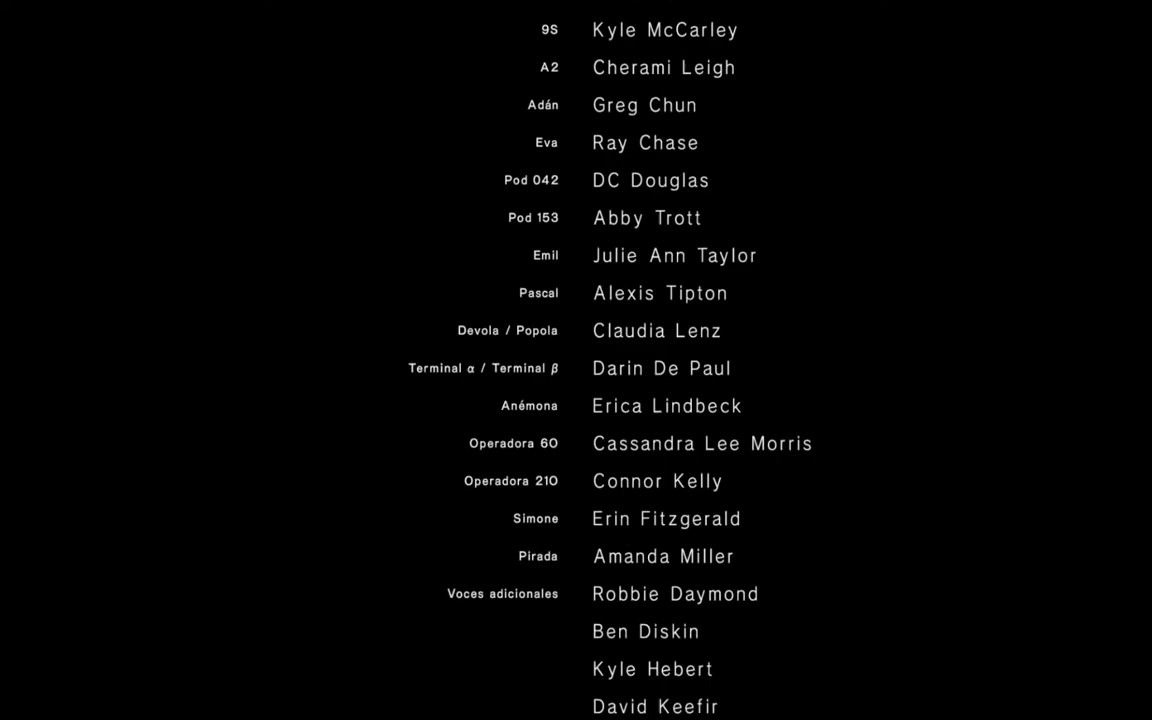 9S Kyle McCarley
A2 Cherami Leigh
Adán Greg Chun
Eva Ray Chase
Pod 042 DC Douglas
Pod 153 Abby Trott
Emil Julie Ann Taylor
Pascal Alexis Tipton
Devola / Popola Claudia Lenz
Terminal α / Terminal β Darin De Paul
Anémona Erica Lindbeck
Operadora 60 Cassandra Lee Morris
Operadora 210 Connor Kelly
Simone Erin Fitzgerald
Pirada Amanda Miller
Voces adicionales Robbie Daymond
Ben Diskin
Kyle Hebert
David Keefir